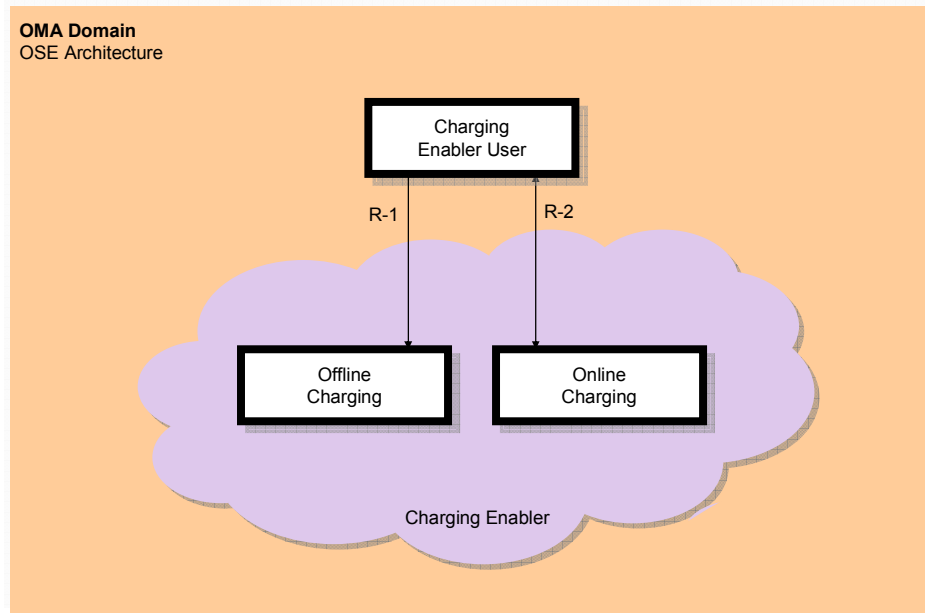 OMA Domain
OSE Architecture
Charging
Enabler User
R-1
R-2
Offline
Charging
Online
Charging
Charging Enabler